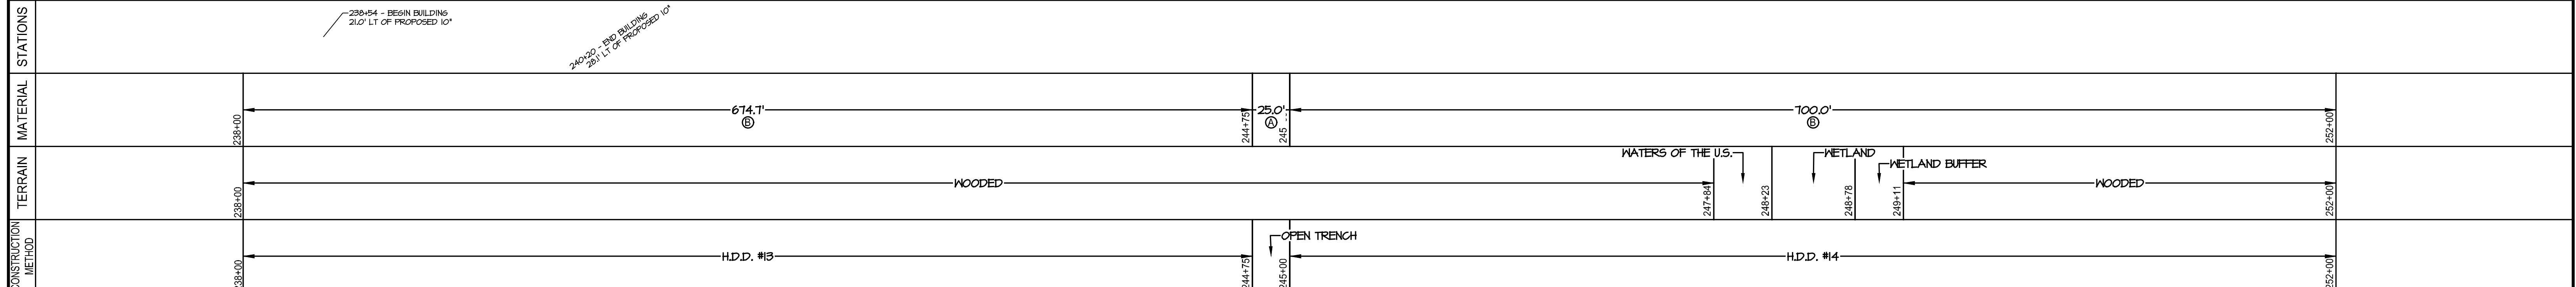 STATIONS
238+54 - BEGIN BUILDING
21.0' LT OF PROPOSED 10"
240+20 - END BUILDING
28.1' LT OF PROPOSED 10"
MATERIAL
238+00
674.7'
B
244+75
25.0'
A
245
700.0'
B
252+00
TERRAIN
238+00
WOODED
247+84
WATERS OF THE U.S.
248+23
WETLAND
248+78
WETLAND BUFFER
249+11
WOODED
252+00
CONSTRUCTION
METHOD
238+00
H.D.D. #13
244+75
OPEN TRENCH
245+00
H.D.D. #14
252+00